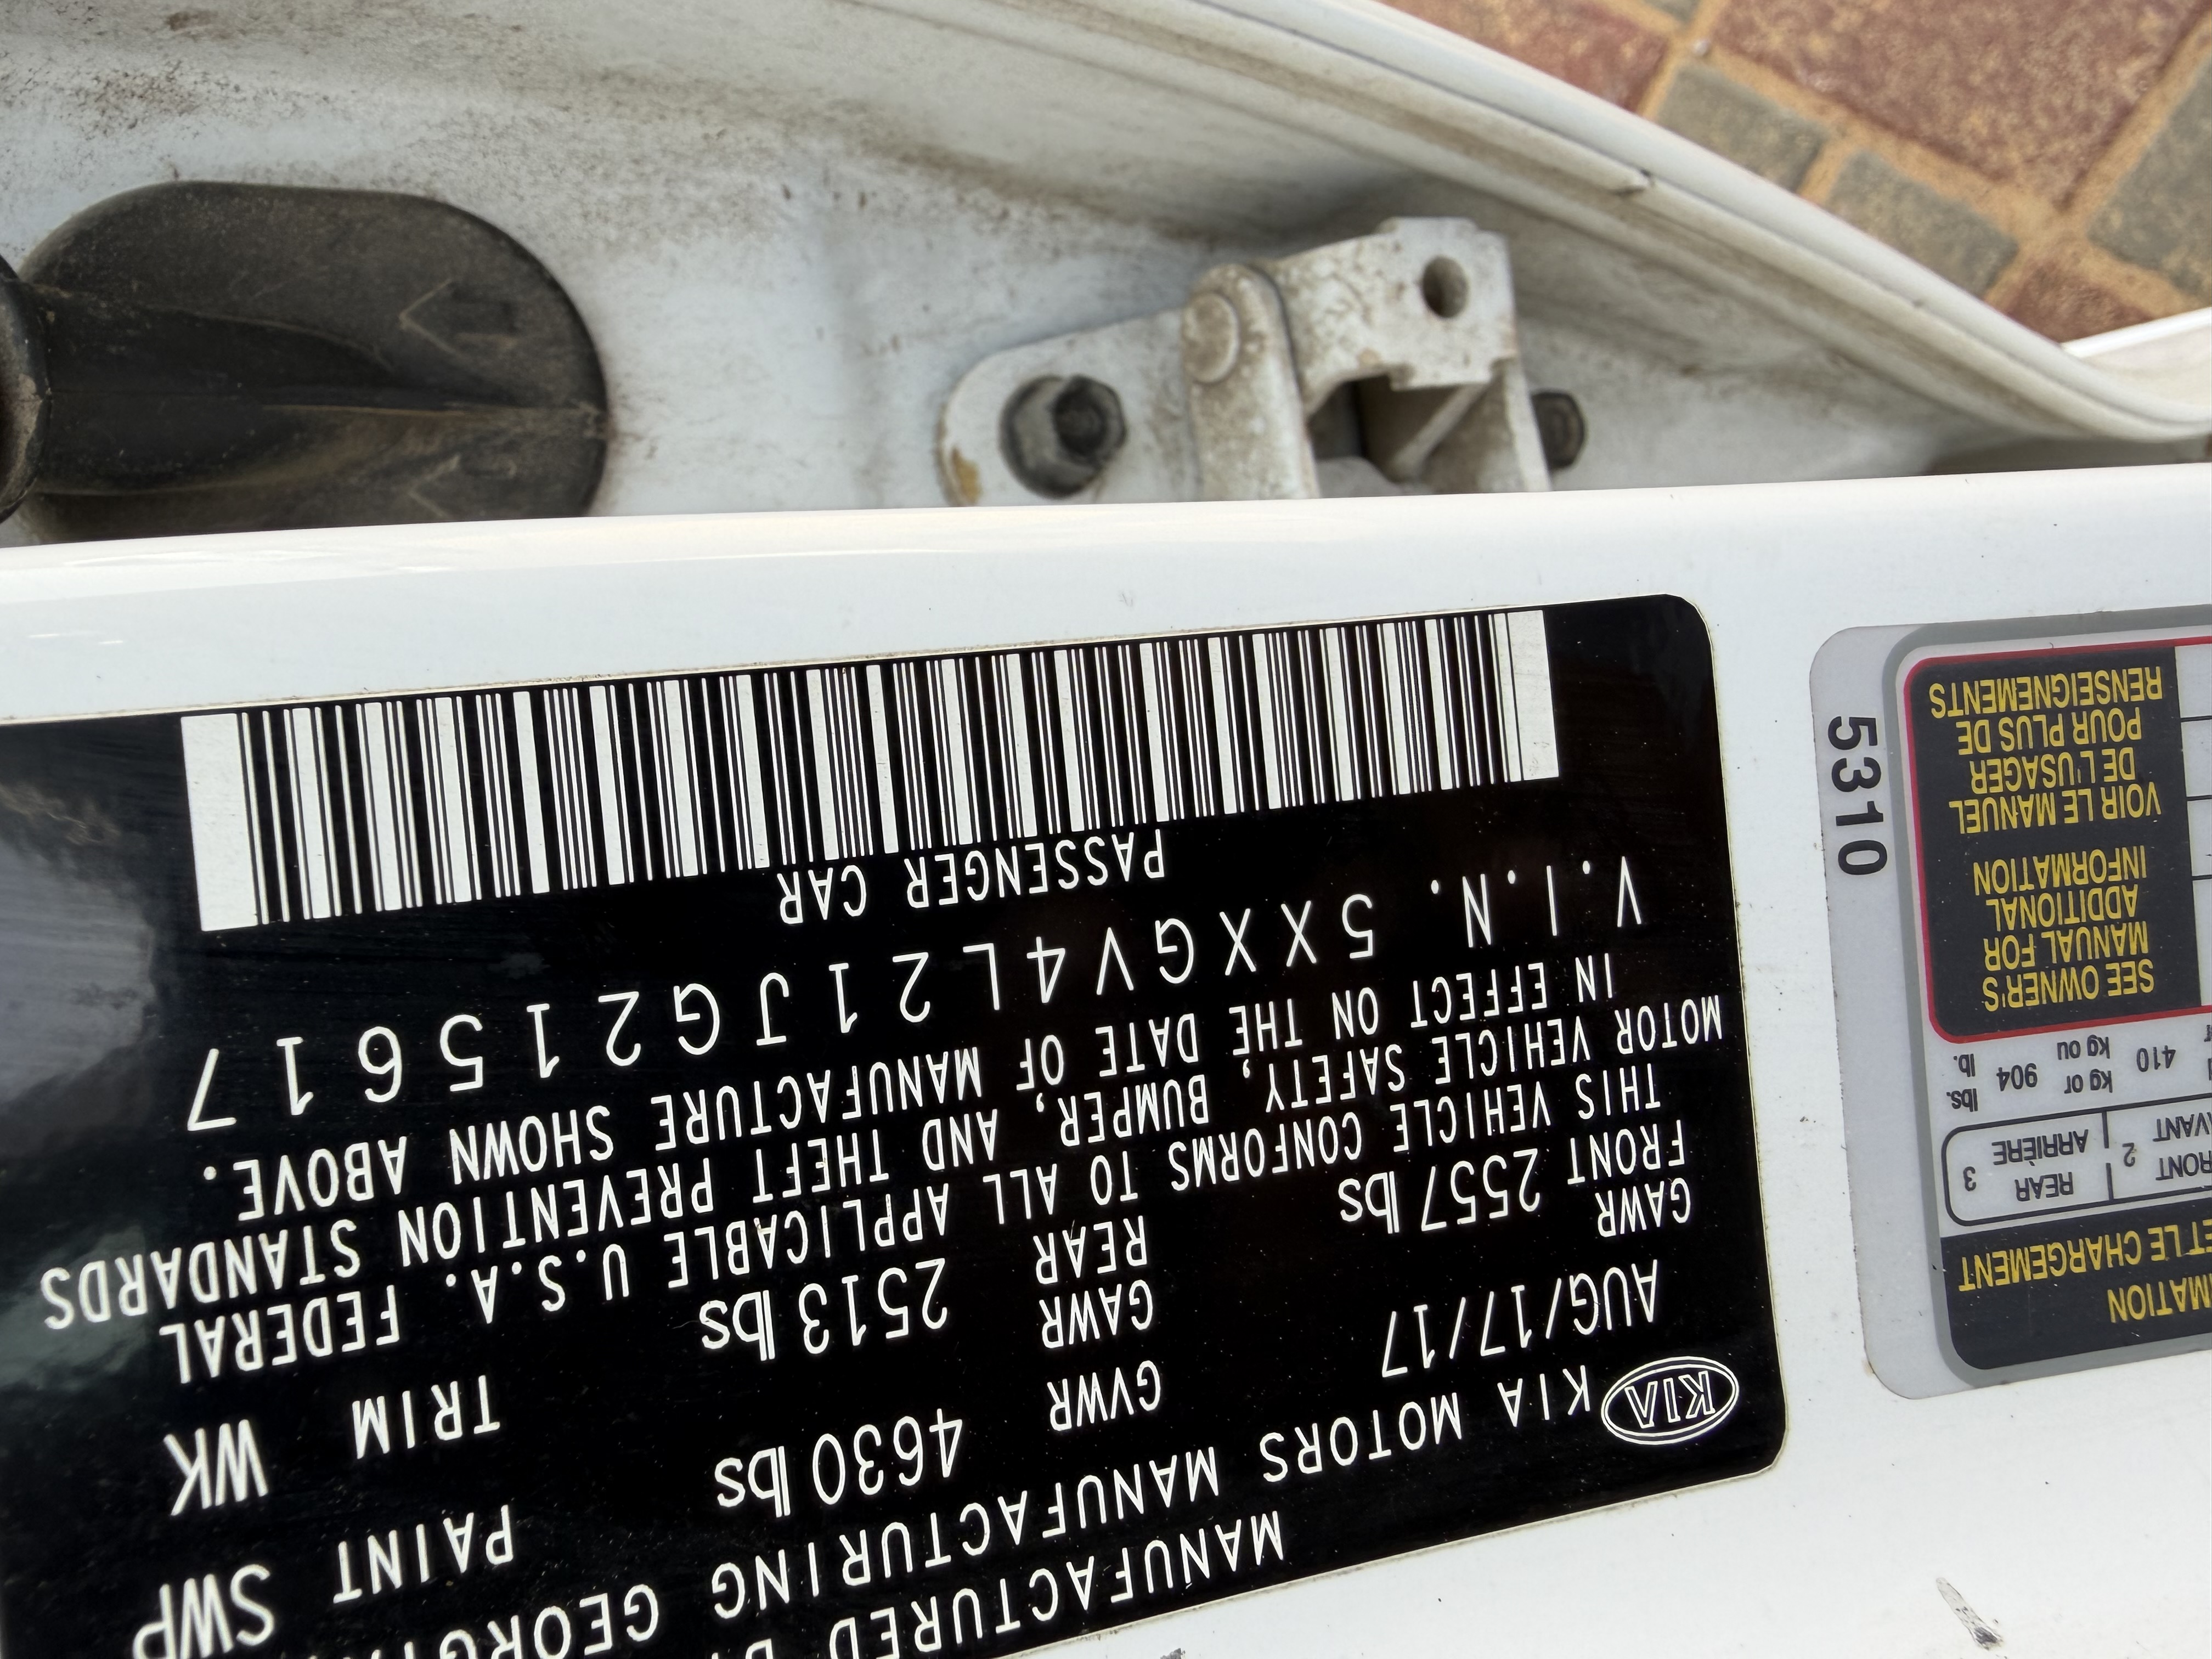 MANUFACTURED
KIA KIA MOTORS MANUFACTURING GEORGIA
AUG/17/17 GVWR 4630 lbs PAINT SWP
GAWR FRONT 2557 lbs GAWR REAR 2513 lbs TRIM WK
THIS VEHICLE CONFORMS TO ALL APPLICABLE U.S.A. FEDERAL
MOTOR VEHICLE SAFETY, BUMPER, AND THEFT PREVENTION STANDARDS
IN EFFECT ON THE DATE OF MANUFACTURE SHOWN ABOVE.
V.I.N. 5XXGV4L21JG215617
PASSENGER CAR
ET LE CHARGEMENT
REAR
ARRIÈRE 3
2
410 kg or
kg ou
904 lbs.
lb.
SEE OWNER'S
MANUAL FOR
ADDITIONAL
INFORMATION
VOIR LE MANUEL
DE L'USAGER
POUR PLUS DE
RENSEIGNEMENTS
5310